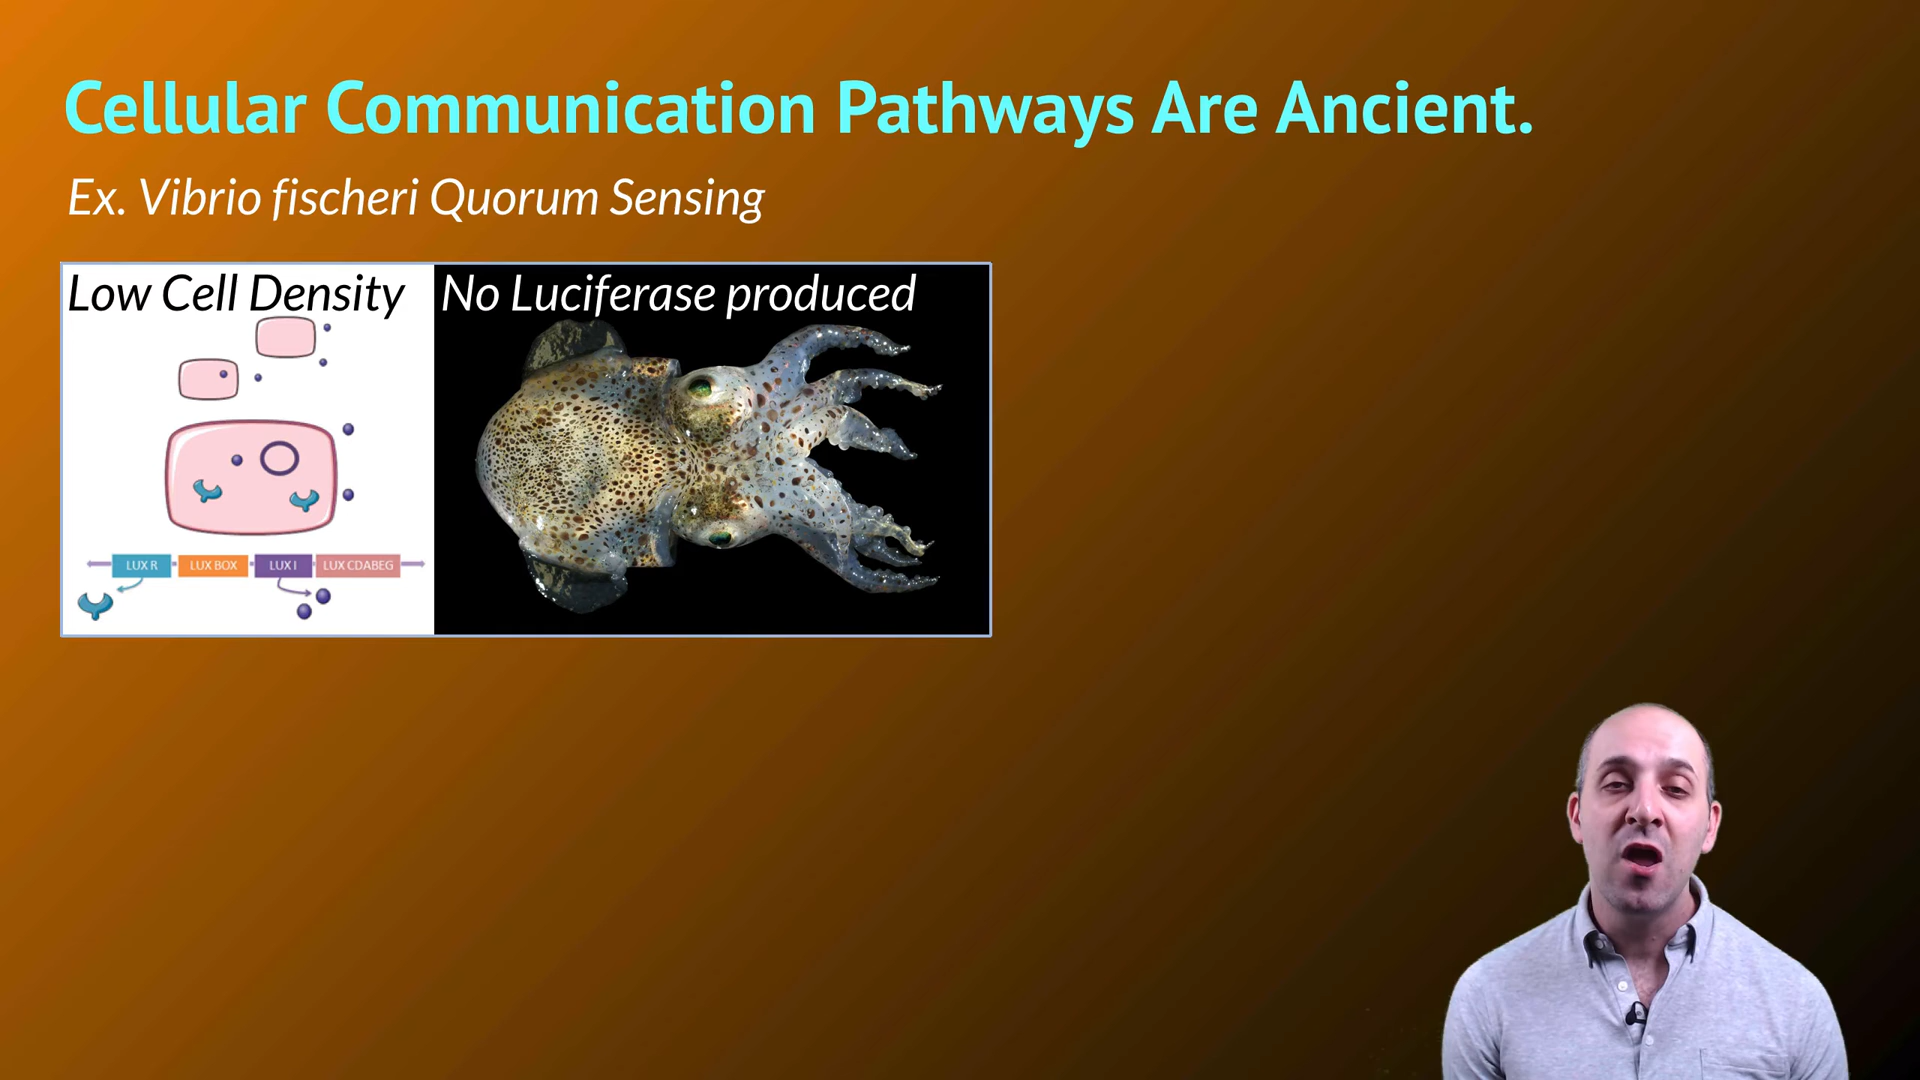 Cellular Communication Pathways Are Ancient.
Ex. Vibrio fischeri Quorum Sensing
Low Cell Density
No Luciferase produced
LUX R LUX BOX LUX I LUX CDABEG